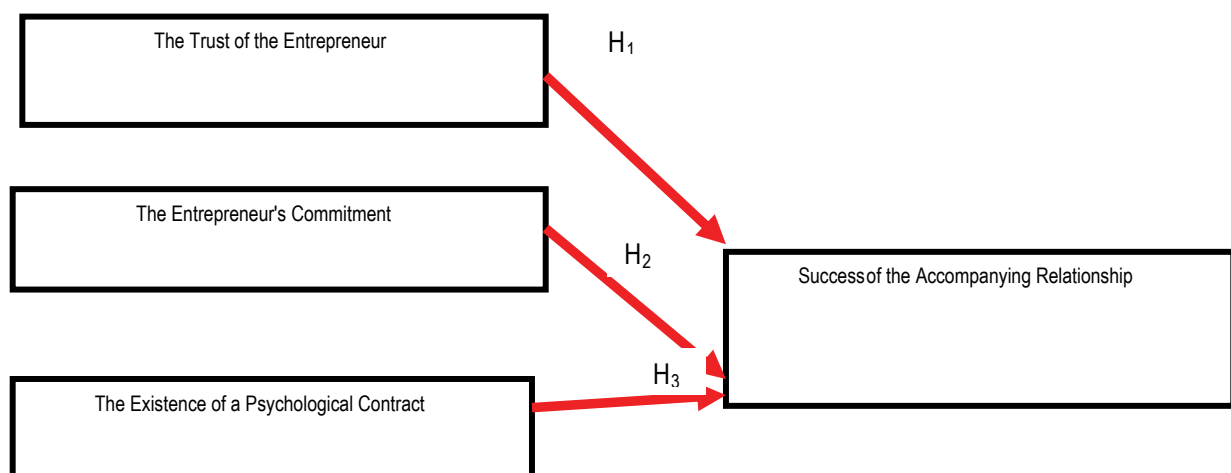 The Trust of the Entrepreneur
H₁
The Entrepreneur's Commitment
H₂
Successof the Accompanying Relationship
H₃
The Existence of a Psychological Contract